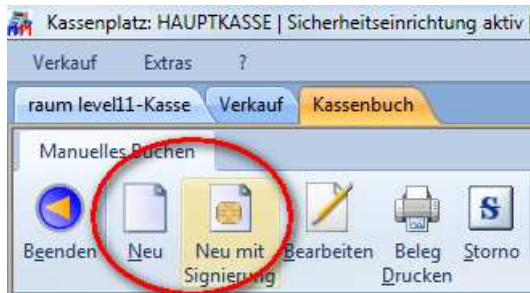 Kassenplatz: HAUPTKASSE | Sicherheitseinrichtung aktiv |
Verkauf Extras ?
raum level11-Kasse Verkauf Kassenbuch
Manuelles Buchen
Beenden Neu Neu mit Signierung Bearbeiten Beleg Drucken S Storno